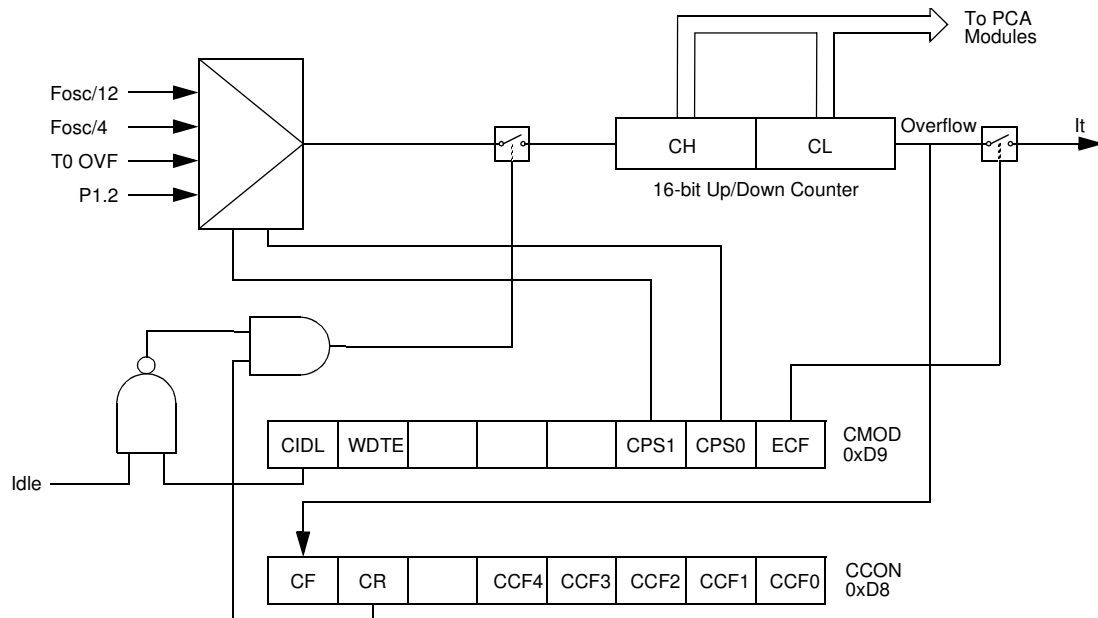 To PCA
Modules
Fosc/12
Fosc/4
T0 OVF
P1.2
CH
CL
Overflow
It
16-bit Up/Down Counter
CIDL
WDTE
CPS1
CPS0
ECF
CMOD
0xD9
Idle
CF
CR
CCF4
CCF3
CCF2
CCF1
CCF0
CCON
0xD8